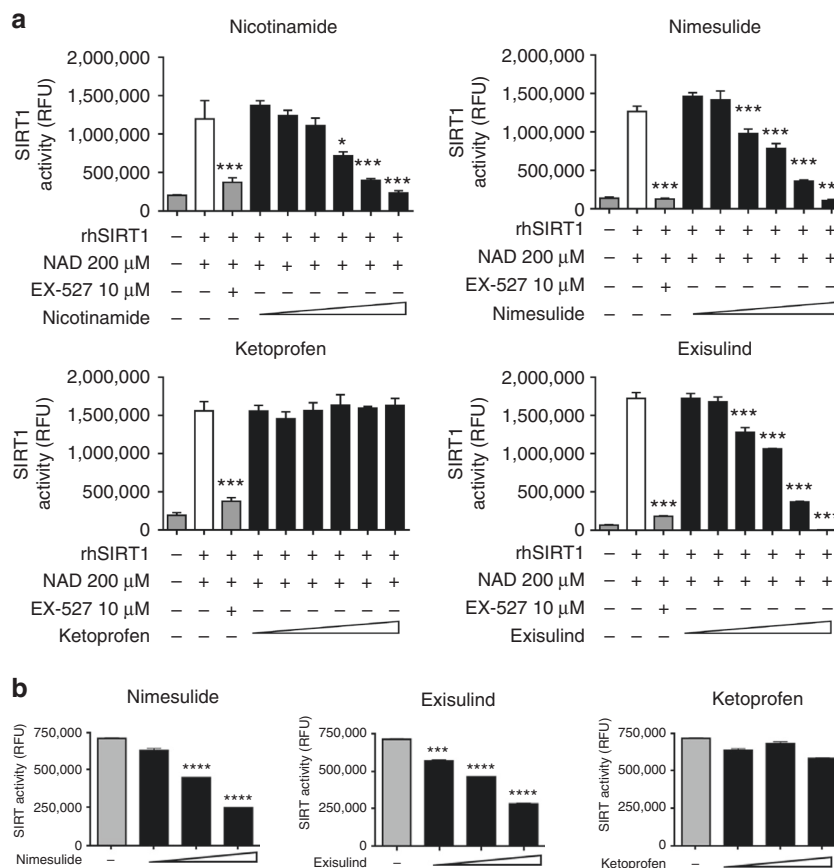 a
Nicotinamide
SIRT1
activity (RFU)
2,000,000
1,500,000
1,000,000
500,000
0
***
*
***
***
rhSIRT1 – + + + + + + + +
NAD 200 μM – + + + + + + + +
EX-527 10 μM – – + – – – – – –
Nicotinamide – – –
Nimesulide
SIRT1
activity (RFU)
2,000,000
1,500,000
1,000,000
500,000
0
***
***
***
***
rhSIRT1 – + + + + + + + +
NAD 200 μM – + + + + + + + +
EX-527 10 μM – – + – – – – – –
Nimesulide – – –
Ketoprofen
SIRT1
activity (RFU)
2,000,000
1,500,000
1,000,000
500,000
0
***
rhSIRT1 – + + + + + + + +
NAD 200 μM – + + + + + + + +
EX-527 10 μM – – + – – – – – –
Ketoprofen – – –
Exisulind
SIRT1
activity (RFU)
2,000,000
1,500,000
1,000,000
500,000
0
***
***
***
***
***
rhSIRT1 – + + + + + + + +
NAD 200 μM – + + + + + + + +
EX-527 10 μM – – + – – – – – –
Exisulind – – –
b
Nimesulide
SIRT activity (RFU)
750,000
500,000
250,000
0
****
****
Nimesulide –
Exisulind
SIRT activity (RFU)
750,000
500,000
250,000
0
***
****
****
Exisulind –
Ketoprofen
SIRT activity (RFU)
750,000
500,000
250,000
0
Ketoprofen –